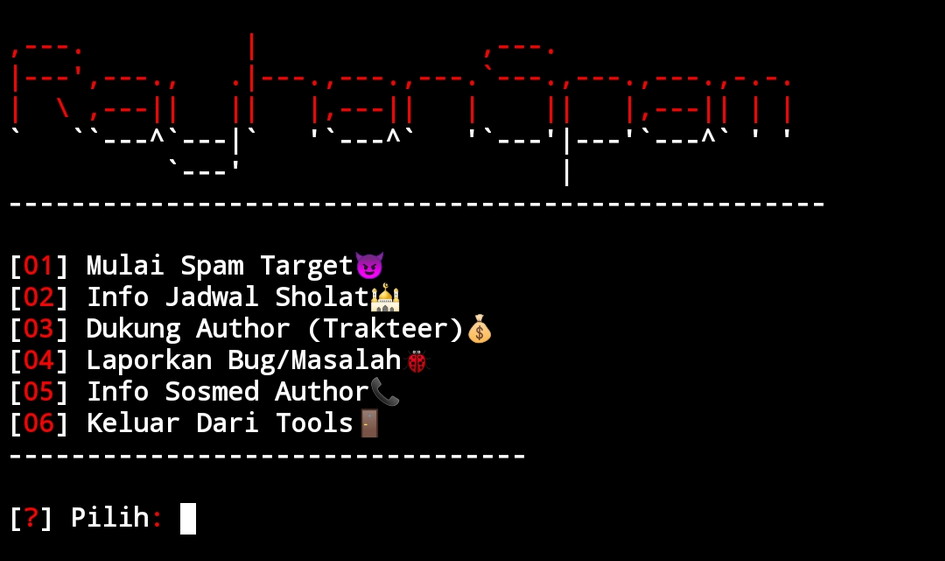 RayhanSpam
[01] Mulai Spam Target😈
[02] Info Jadwal Sholat🕌
[03] Dukung Author (Trakteer)💰
[04] Laporkan Bug/Masalah🐞
[05] Info Sosmed Author📞
[06] Keluar Dari Tools🚪
[?] Pilih: